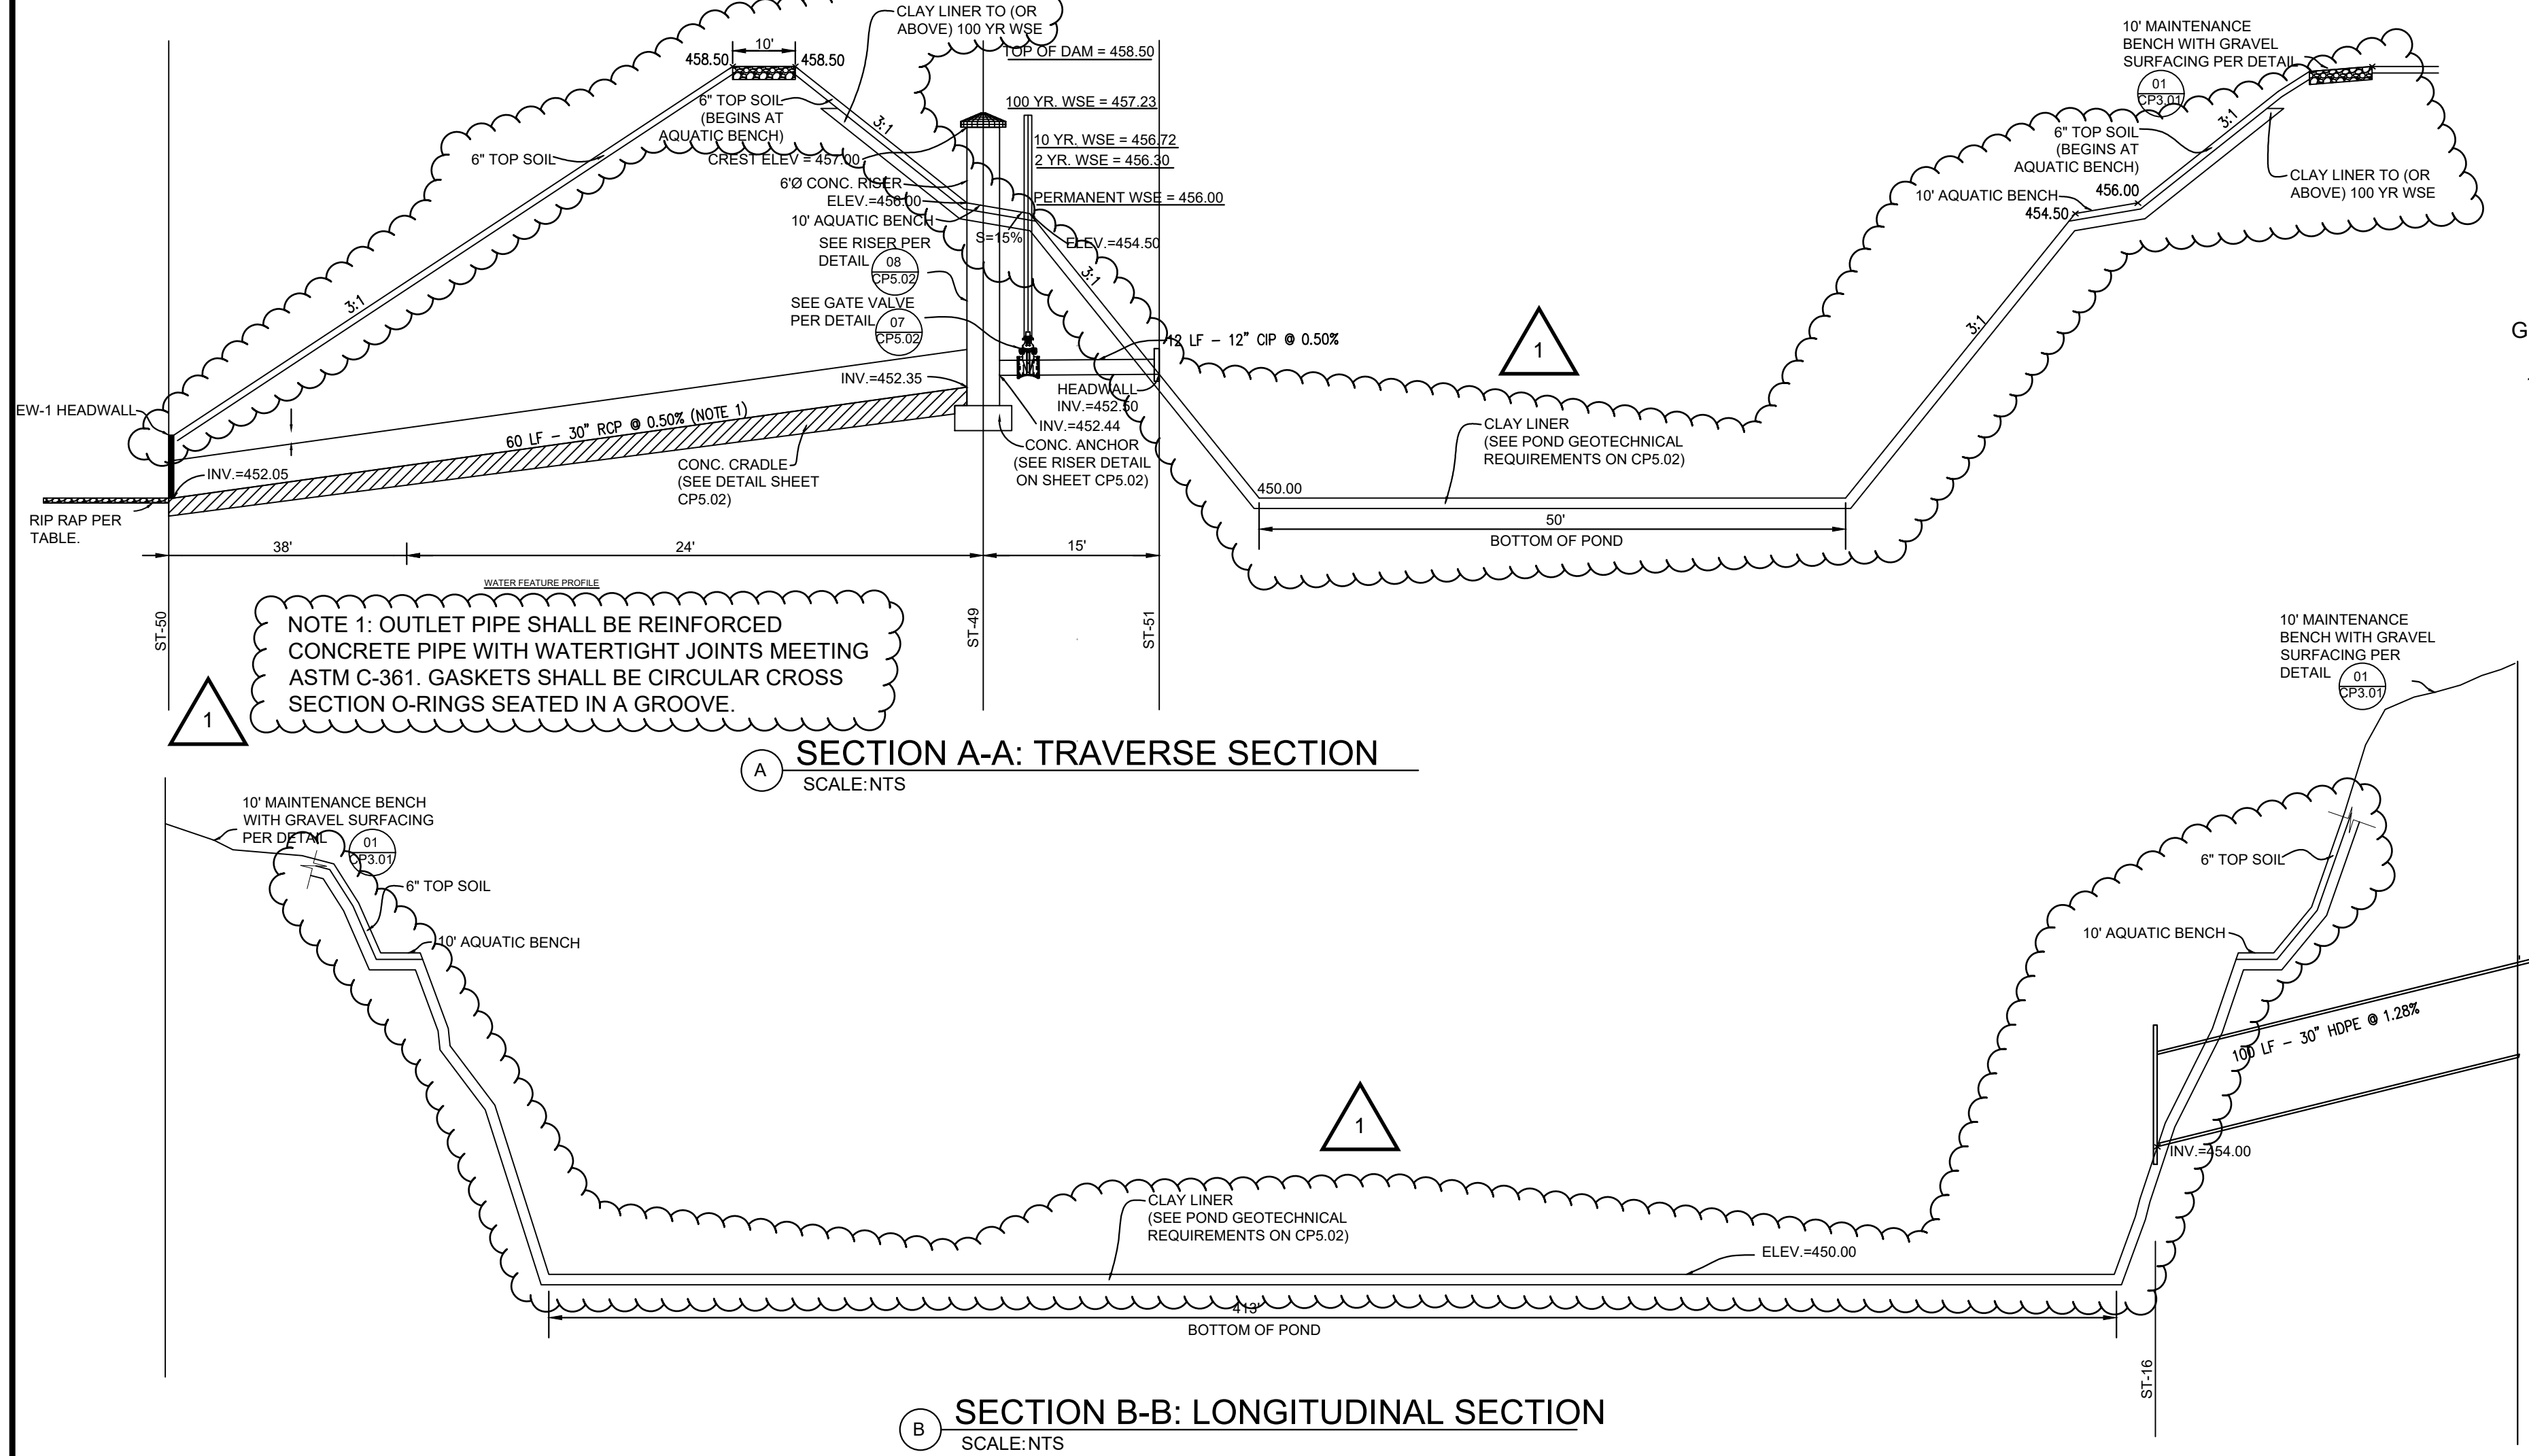 CLAY LINER TO (OR
ABOVE) 100 YR WSE
10'
458.50
458.50
TOP OF DAM = 458.50
6" TOP SOIL
(BEGINS AT
AQUATIC BENCH)
3:1
100 YR. WSE = 457.23
6" TOP SOIL
CREST ELEV = 457.00
10 YR. WSE = 456.72
2 YR. WSE = 456.30
6'Ø CONC. RISER
ELEV.=456.00
PERMANENT WSE = 456.00
10' AQUATIC BENCH
S=15%
ELEV.=454.50
SEE RISER PER
DETAIL
08
CP5.02
3:1
3:1
SEE GATE VALVE
PER DETAIL
07
CP5.02
12 LF - 12" CIP @ 0.50%
INV.=452.35
HEADWALL
INV.=452.50
INV.=452.44
CONC. ANCHOR
(SEE RISER DETAIL
ON SHEET CP5.02)
EW-1 HEADWALL
60 LF - 30" RCP @ 0.50% (NOTE 1)
INV.=452.05
CONC. CRADLE
(SEE DETAIL SHEET
CP5.02)
RIP RAP PER
TABLE.
38'
24'
15'
10' MAINTENANCE
BENCH WITH GRAVEL
SURFACING PER DETAIL
01
CP3.01
3:1
6" TOP SOIL
(BEGINS AT
AQUATIC BENCH)
CLAY LINER TO (OR
ABOVE) 100 YR WSE
10' AQUATIC BENCH
456.00
454.50
3:1
1
G
CLAY LINER
(SEE POND GEOTECHNICAL
REQUIREMENTS ON CP5.02)
450.00
50'
BOTTOM OF POND
WATER FEATURE PROFILE
ST-50
ST-49
ST-51
NOTE 1: OUTLET PIPE SHALL BE REINFORCED
CONCRETE PIPE WITH WATERTIGHT JOINTS MEETING
ASTM C-361. GASKETS SHALL BE CIRCULAR CROSS
SECTION O-RINGS SEATED IN A GROOVE.
1
A
SECTION A-A: TRAVERSE SECTION
SCALE:NTS
10' MAINTENANCE BENCH
WITH GRAVEL SURFACING
PER DETAIL
01
CP3.01
6" TOP SOIL
10' AQUATIC BENCH
10' MAINTENANCE
BENCH WITH GRAVEL
SURFACING PER
DETAIL
01
CP3.01
6" TOP SOIL
10' AQUATIC BENCH
100 LF - 30" HDPE @ 1.28%
1
INV.=454.00
CLAY LINER
(SEE POND GEOTECHNICAL
REQUIREMENTS ON CP5.02)
ELEV.=450.00
413'
BOTTOM OF POND
ST-16
B
SECTION B-B: LONGITUDINAL SECTION
SCALE:NTS